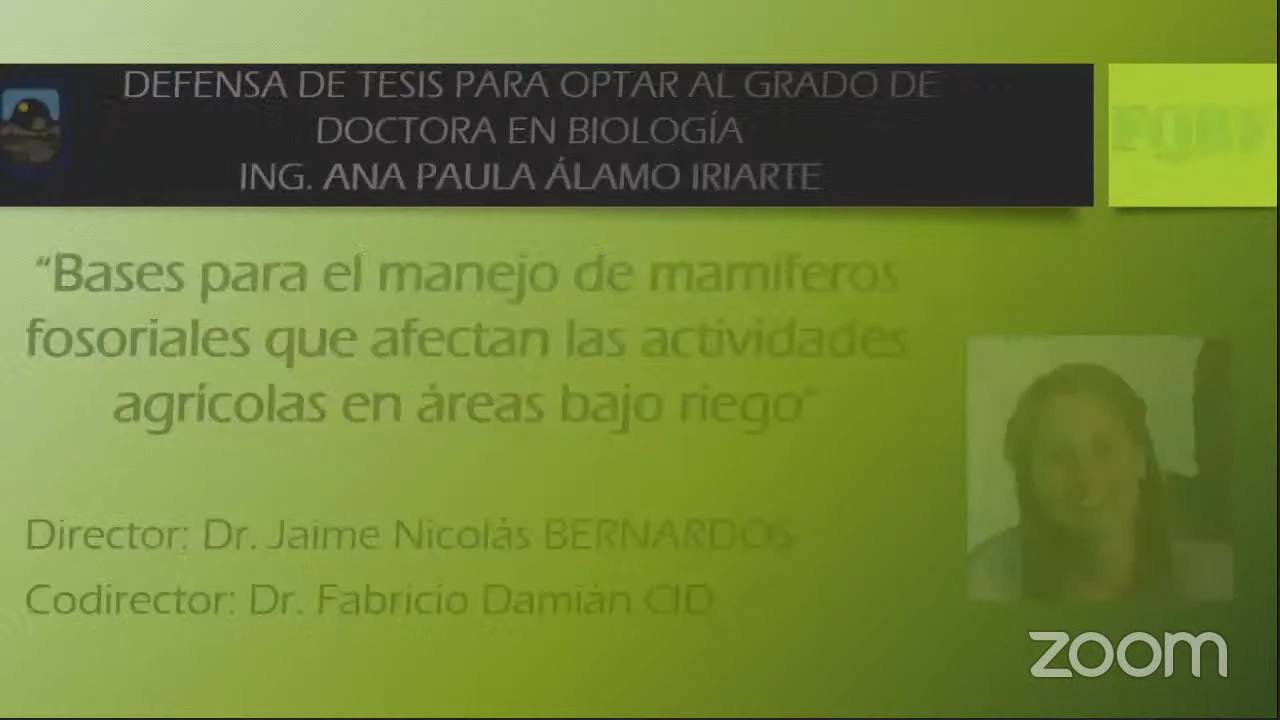 DEFENSA DE TESIS PARA OPTAR AL GRADO DE
DOCTORA EN BIOLOGÍA
ING. ANA PAULA ÁLAMO IRIARTE
“Bases para el manejo de mamíferos
fosoriales que afectan las actividades
agrícolas en áreas bajo riego”
Director: Dr. Jaime Nicolás BERNARDOS
Codirector: Dr. Fabricio Damián CID
zoom